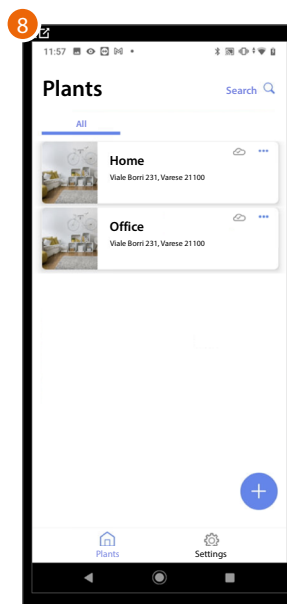 8
11:57
Plants
Search
All
Home
Viale Borri 231, Varese 21100
Office
Viale Borri 231, Varese 21100
Plants
Settings